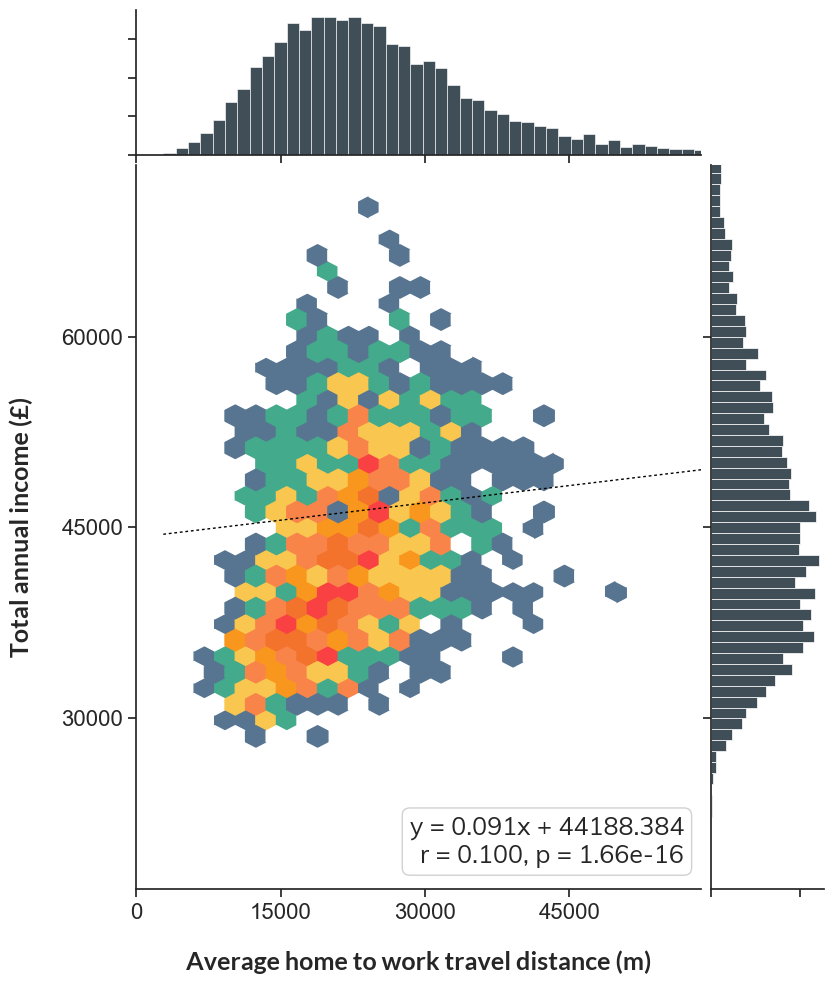 60000
45000
30000
Total annual income (£)
y = 0.091x + 44188.384
r = 0.100, p = 1.66e-16
0
15000
30000
45000
Average home to work travel distance (m)